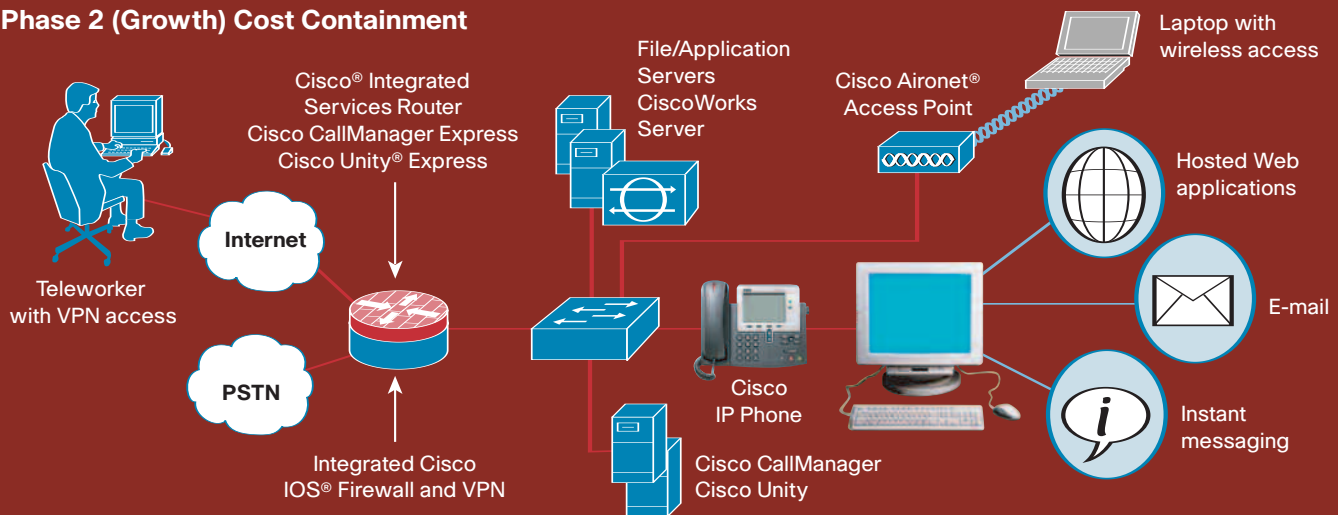 Phase 2 (Growth) Cost Containment
Teleworker
with VPN access
Internet
PSTN
Cisco® Integrated
Services Router
Cisco CallManager Express
Cisco Unity® Express
Integrated Cisco
IOS® Firewall and VPN
File/Application
Servers
CiscoWorks
Server
Cisco Aironet®
Access Point
Laptop with
wireless access
Cisco
IP Phone
Cisco CallManager
Cisco Unity
Hosted Web
applications
E-mail
i
Instant
messaging